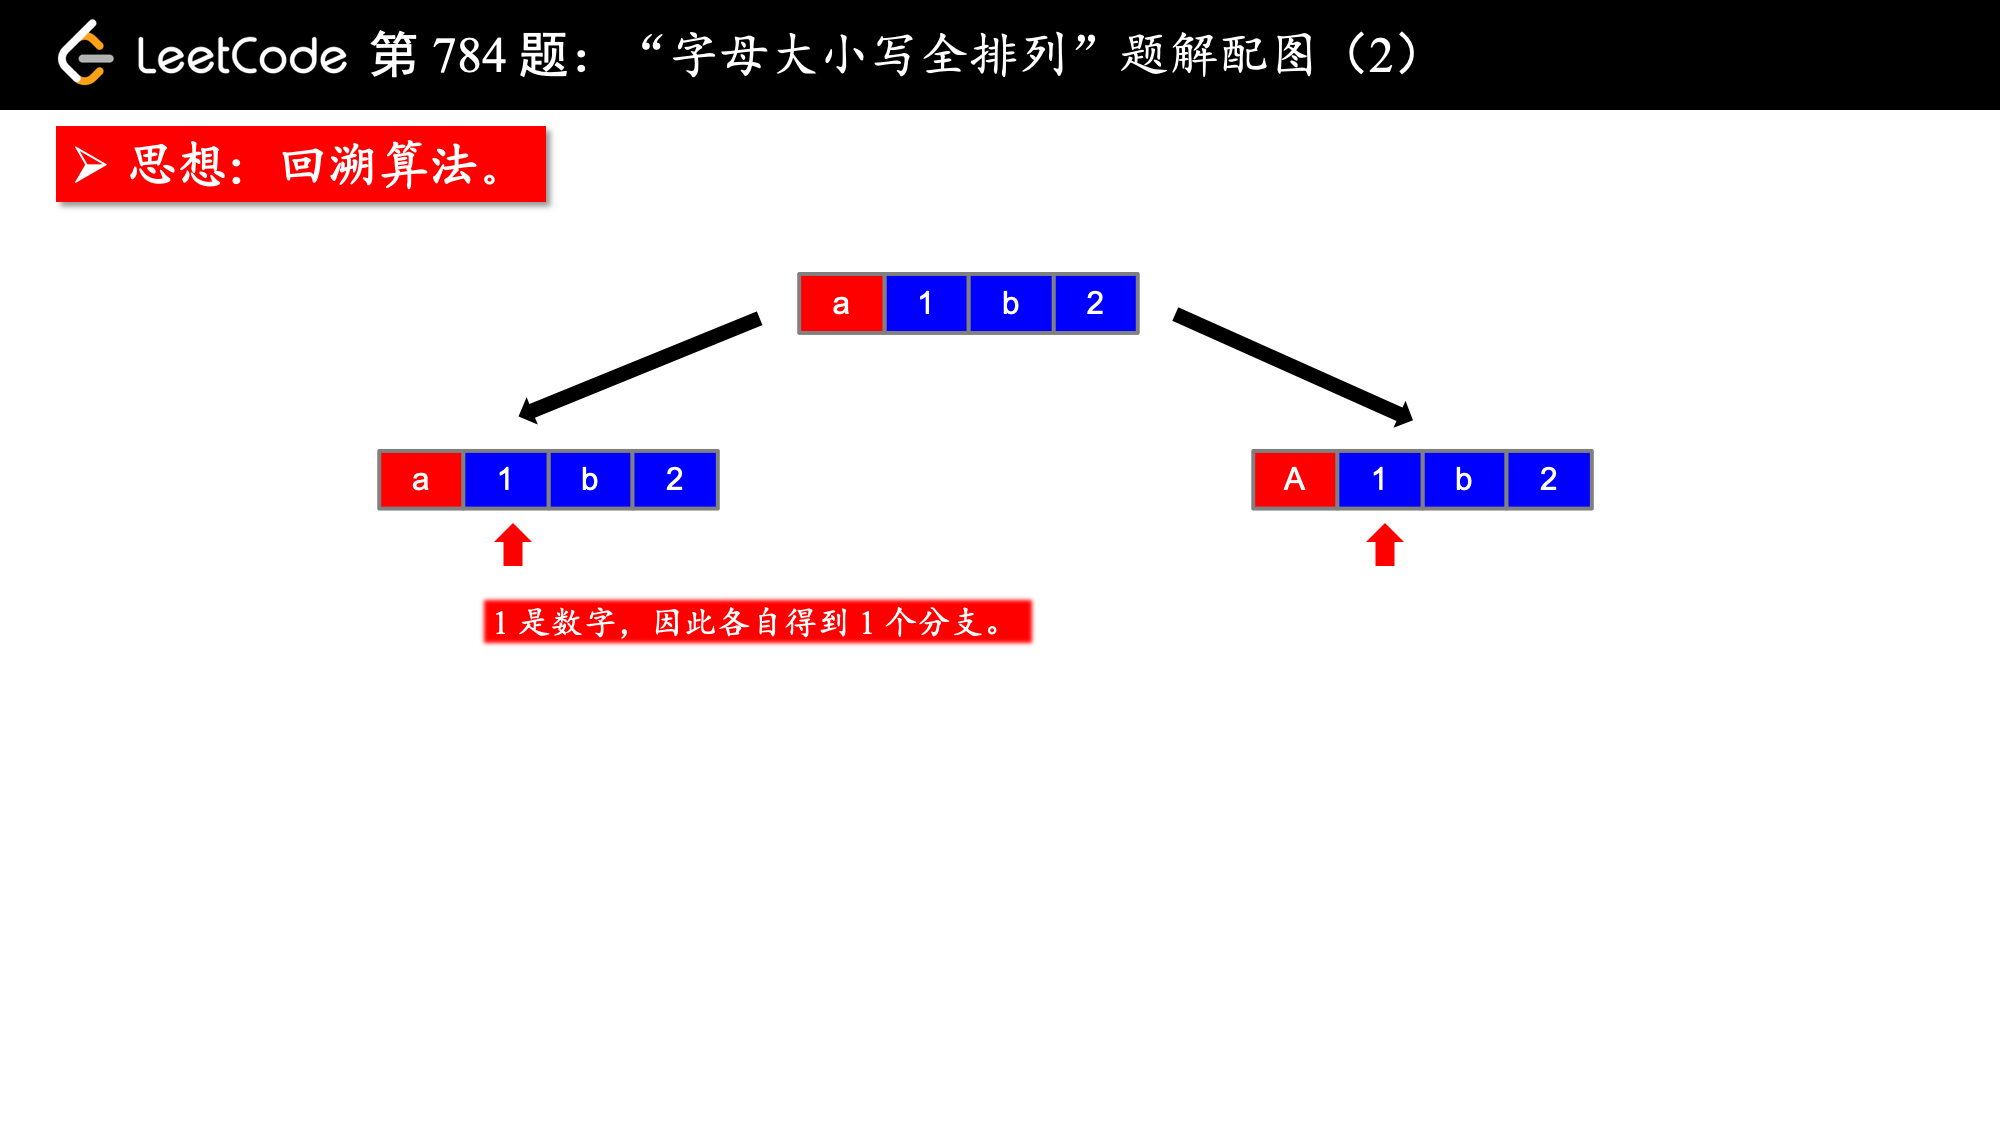 LeetCode 第 784 题：“字母大小写全排列”题解配图（2）
➢ 思想：回溯算法。
a 1 b 2
a 1 b 2
A 1 b 2
1 是数字，因此各自得到 1 个分支。